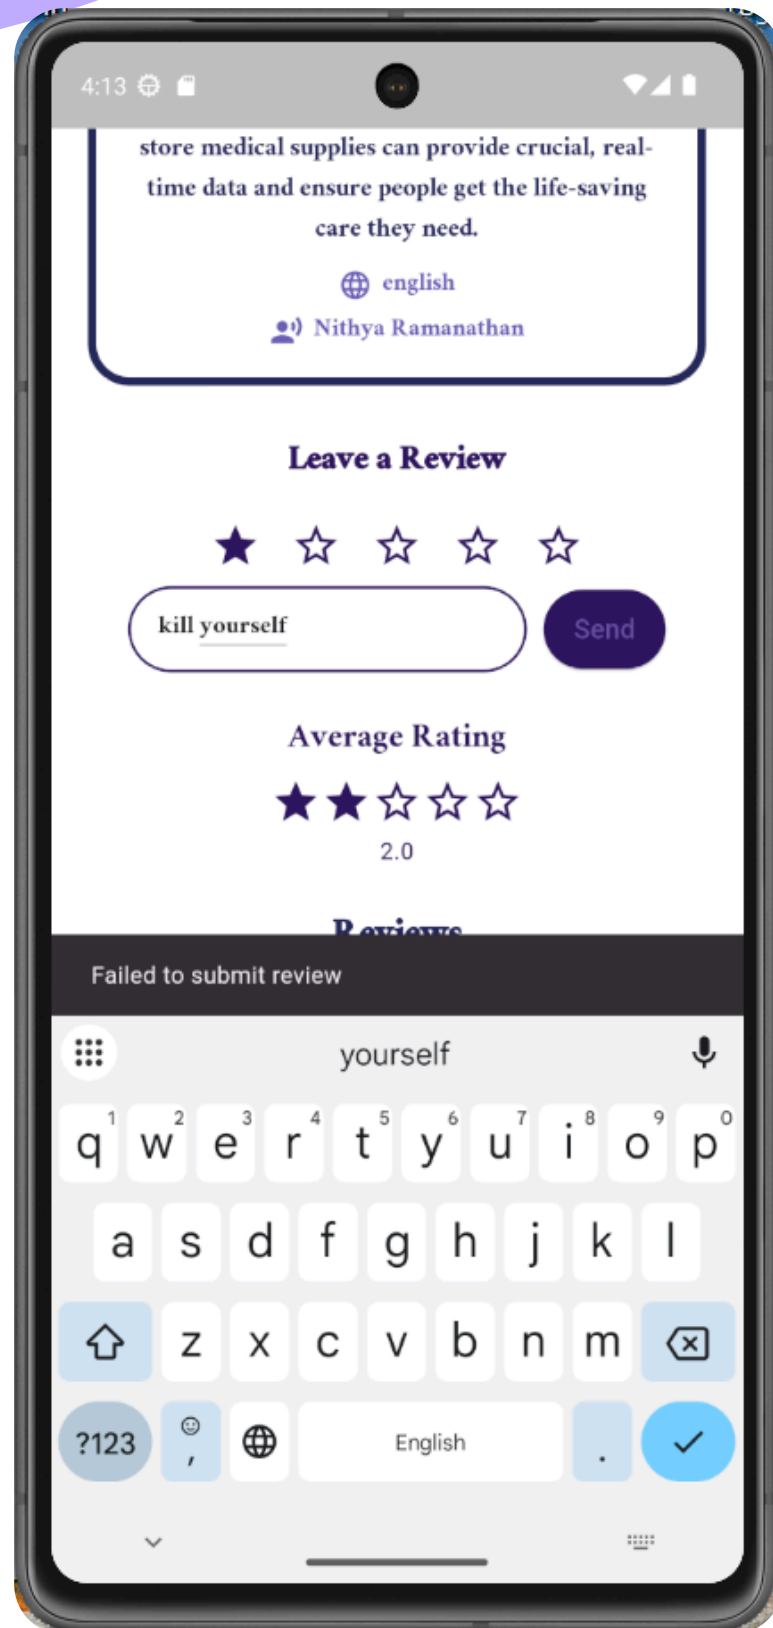 4:13
store medical supplies can provide crucial, real-
time data and ensure people get the life-saving
care they need.
english
Nithya Ramanathan
Leave a Review
kill yourself
Send
Average Rating
2.0
Reviews
Failed to submit review
yourself
1 2 3 4 5 6 7 8 9 0
q w e r t y u i o p
a s d f g h j k l
z x c v b n m
?123 , English .